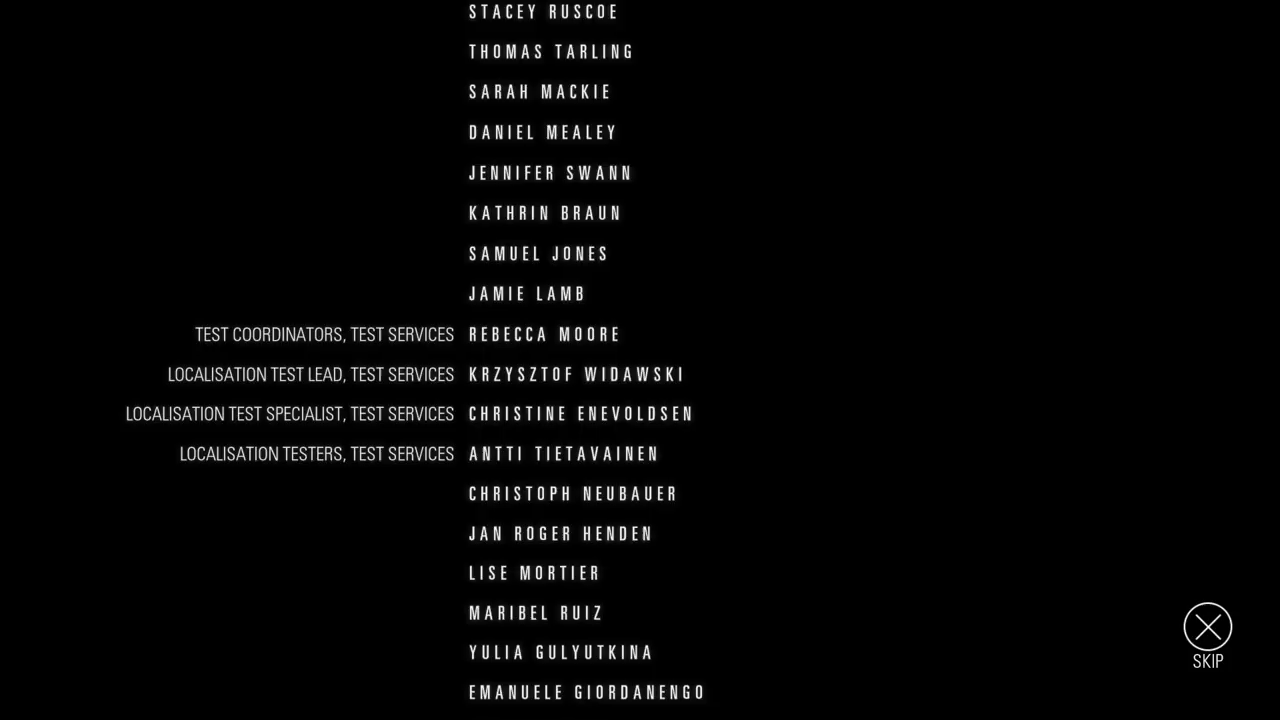 STACEY RUSCOE
THOMAS TARLING
SARAH MACKIE
DANIEL MEALEY
JENNIFER SWANN
KATHRIN BRAUN
SAMUEL JONES
JAMIE LAMB
TEST COORDINATORS, TEST SERVICES REBECCA MOORE
LOCALISATION TEST LEAD, TEST SERVICES KRZYSZTOF WIDAWSKI
LOCALISATION TEST SPECIALIST, TEST SERVICES CHRISTINE ENEVOLDSEN
LOCALISATION TESTERS, TEST SERVICES ANTTI TIETAVAINEN
CHRISTOPH NEUBAUER
JAN ROGER HENDEN
LISE MORTIER
MARIBEL RUIZ
YULIA GULYUTKINA
SKIP
EMANUELE GIORDANENGO